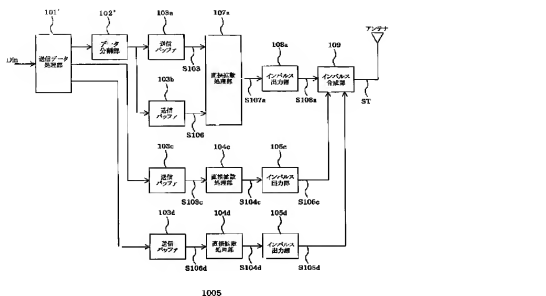 101'
102'
103a
107a
アンテナ
Din
送信データ
処理部
データ
分割部
送信
バッファ
S103
直接拡散
処理部
108a
109
インパルス
出力部
インパルス
合成部
S107a
S108a
ST
103b
送信
バッファ
S106
103c
104c
105c
送信
バッファ
直接拡散
処理部
インパルス
出力部
S103c
S104c
S106c
103d
104d
105d
送信
バッファ
直接拡散
処理部
インパルス
出力部
S106d
S104d
S105d
1005